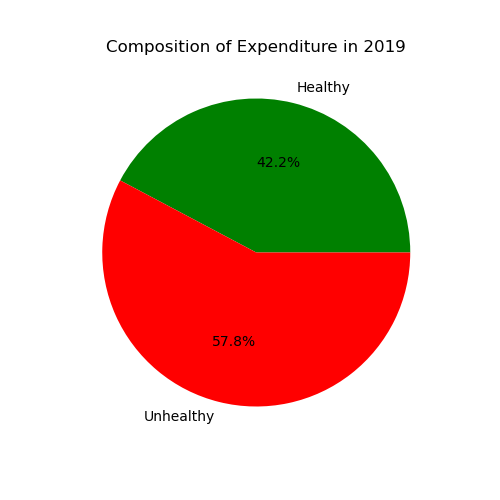 Composition of Expenditure in 2019
Healthy
42.2%
57.8%
Unhealthy